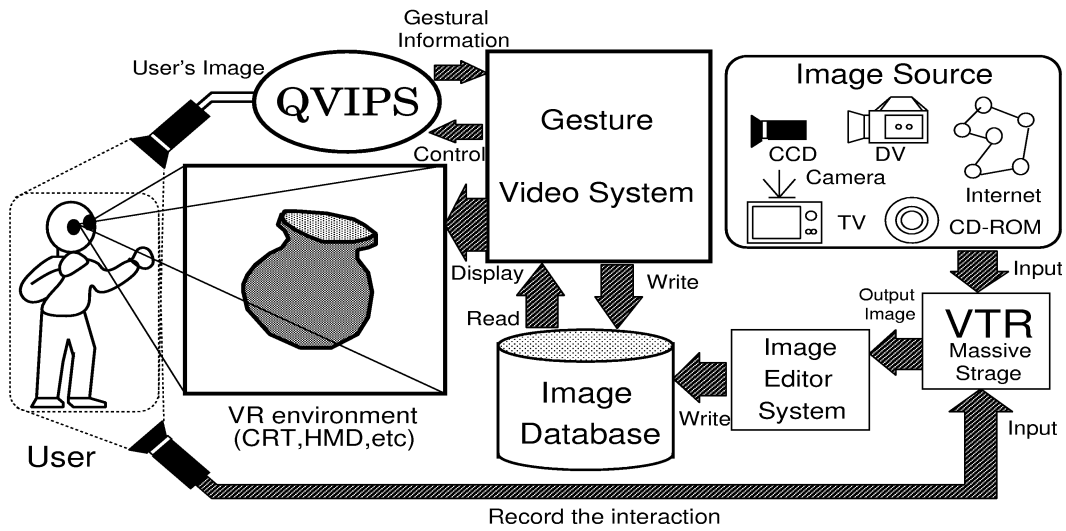 Gestural
Information
User's Image
QVIPS
Control
Gesture
Video System
Image Source
CCD
DV
Camera
Internet
TV
CD-ROM
Display
Read
Write
Input
Output
Image
VTR
Massive
Strage
Image
Editor
System
Write
Image
Database
Input
VR environment
(CRT,HMD,etc)
User
Record the interaction